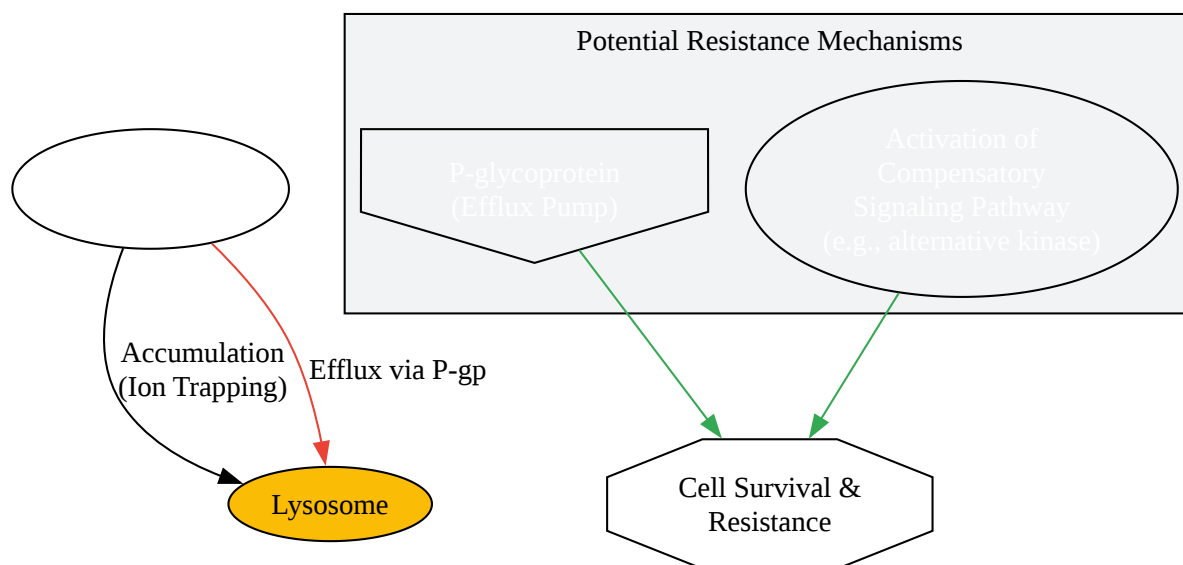 Potential Resistance Mechanisms
P-glycoprotein
(Efflux Pump)
Activation of
Compensatory
Signaling Pathway
(e.g., alternative kinase)
Accumulation
(Ion Trapping)
Efflux via P-gp
Lysosome
Cell Survival &
Resistance